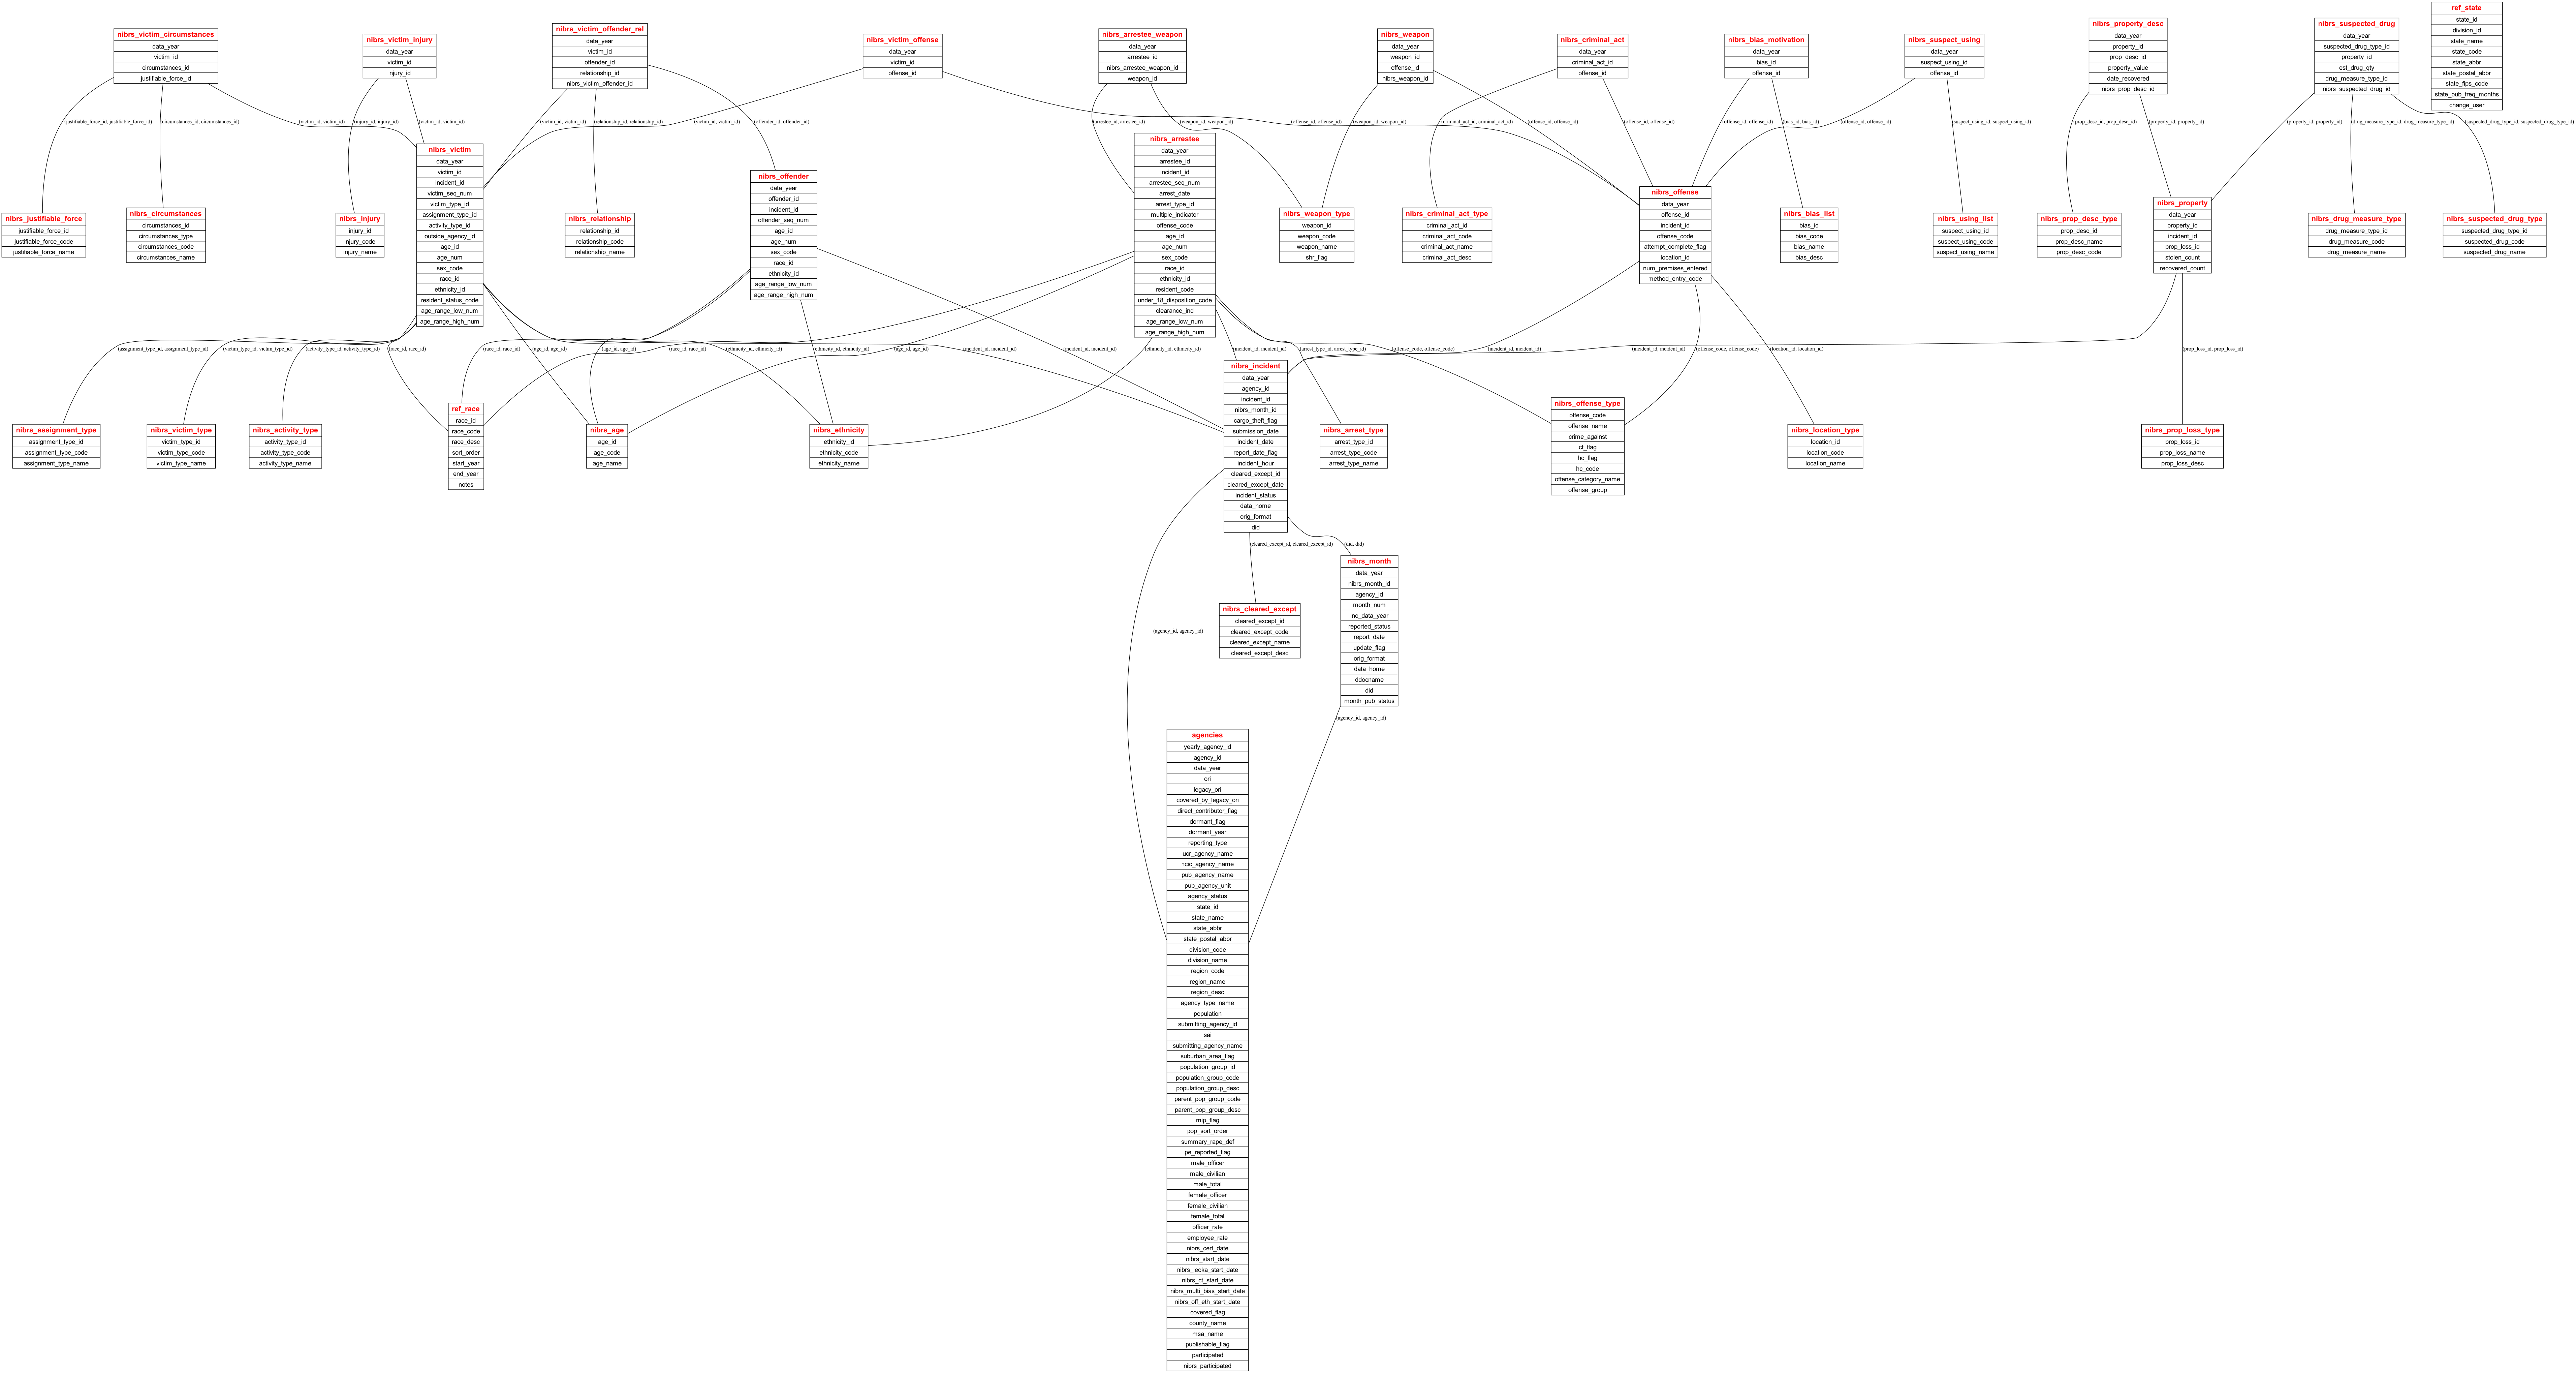 nibrs_victim_circumstances
data_year
victim_id
circumstances_id
justifiable_force_id
nibrs_victim_injury
data_year
victim_id
injury_id
nibrs_victim_offender_rel
data_year
victim_id
offender_id
relationship_id
nibrs_victim_offender_id
nibrs_victim_offense
data_year
victim_id
offense_id
nibrs_arrestee_weapon
data_year
arrestee_id
nibrs_arrestee_weapon_id
weapon_id
nibrs_weapon
data_year
weapon_id
offense_id
nibrs_weapon_id
nibrs_criminal_act
data_year
criminal_act_id
offense_id
nibrs_bias_motivation
data_year
bias_id
offense_id
nibrs_suspect_using
data_year
suspect_using_id
offense_id
nibrs_property_desc
data_year
property_id
prop_desc_id
property_value
date_recovered
nibrs_prop_desc_id
nibrs_suspected_drug
data_year
suspected_drug_type_id
property_id
est_drug_qty
drug_measure_type_id
nibrs_suspected_drug_id
ref_state
state_id
division_id
state_name
state_code
state_abbr
state_postal_abbr
state_fips_code
state_pub_freq_months
change_user
(justifiable_force_id, justifiable_force_id)
(circumstances_id, circumstances_id)
(victim_id, victim_id)
(injury_id, injury_id)
(victim_id, victim_id)
(victim_id, victim_id)
(relationship_id, relationship_id)
(victim_id, victim_id)
(offender_id, offender_id)
(arrestee_id, arrestee_id)
(weapon_id, weapon_id)
(offense_id, offense_id)
(weapon_id, weapon_id)
(criminal_act_id, criminal_act_id)
(offense_id, offense_id)
(offense_id, offense_id)
(offense_id, offense_id)
(bias_id, bias_id)
(offense_id, offense_id)
(suspect_using_id, suspect_using_id)
(prop_desc_id, prop_desc_id)
(property_id, property_id)
(property_id, property_id)
(drug_measure_type_id, drug_measure_type_id)
(suspected_drug_type_id, suspected_drug_type_id)
nibrs_justifiable_force
justifiable_force_id
justifiable_force_code
justifiable_force_name
nibrs_circumstances
circumstances_id
circumstances_type
circumstances_code
circumstances_name
nibrs_injury
injury_id
injury_code
injury_name
nibrs_victim
data_year
victim_id
incident_id
victim_seq_num
victim_type_id
assignment_type_id
activity_type_id
outside_agency_id
age_id
age_num
sex_code
race_id
ethnicity_id
resident_status_code
age_range_low_num
age_range_high_num
nibrs_relationship
relationship_id
relationship_code
relationship_name
nibrs_offender
data_year
offender_id
incident_id
offender_seq_num
age_id
age_num
sex_code
race_id
ethnicity_id
age_range_low_num
age_range_high_num
nibrs_arrestee
data_year
arrestee_id
incident_id
arrestee_seq_num
arrest_date
arrest_type_id
multiple_indicator
offense_code
age_id
age_num
sex_code
race_id
ethnicity_id
resident_code
under_18_disposition_code
clearance_ind
age_range_low_num
age_range_high_num
nibrs_weapon_type
weapon_id
weapon_code
weapon_name
shr_flag
nibrs_criminal_act_type
criminal_act_id
criminal_act_code
criminal_act_name
criminal_act_desc
nibrs_offense
data_year
offense_id
incident_id
offense_code
attempt_complete_flag
location_id
num_premises_entered
method_entry_code
nibrs_bias_list
bias_id
bias_code
bias_name
bias_desc
nibrs_using_list
suspect_using_id
suspect_using_code
suspect_using_name
nibrs_prop_desc_type
prop_desc_id
prop_desc_name
prop_desc_code
nibrs_property
data_year
property_id
incident_id
prop_loss_id
stolen_count
recovered_count
nibrs_drug_measure_type
drug_measure_type_id
drug_measure_code
drug_measure_name
nibrs_suspected_drug_type
suspected_drug_type_id
suspected_drug_code
suspected_drug_name
(assignment_type_id, assignment_type_id)
(victim_type_id, victim_type_id)
(activity_type_id, activity_type_id)
(race_id, race_id)
(race_id, race_id)
(age_id, age_id)
(age_id, age_id)
(race_id, race_id)
(ethnicity_id, ethnicity_id)
(ethnicity_id, ethnicity_id)
(age_id, age_id)
(incident_id, incident_id)
(incident_id, incident_id)
(ethnicity_id, ethnicity_id)
(incident_id, incident_id)
(arrest_type_id, arrest_type_id)
(offense_code, offense_code)
(incident_id, incident_id)
(incident_id, incident_id)
(offense_code, offense_code)
(location_id, location_id)
(prop_loss_id, prop_loss_id)
nibrs_assignment_type
assignment_type_id
assignment_type_code
assignment_type_name
nibrs_victim_type
victim_type_id
victim_type_code
victim_type_name
nibrs_activity_type
activity_type_id
activity_type_code
activity_type_name
ref_race
race_id
race_code
race_desc
sort_order
start_year
end_year
notes
nibrs_age
age_id
age_code
age_name
nibrs_ethnicity
ethnicity_id
ethnicity_code
ethnicity_name
nibrs_incident
data_year
agency_id
incident_id
nibrs_month_id
cargo_theft_flag
submission_date
incident_date
report_date_flag
incident_hour
cleared_except_id
cleared_except_date
incident_status
data_home
orig_format
did
nibrs_arrest_type
arrest_type_id
arrest_type_code
arrest_type_name
nibrs_offense_type
offense_code
offense_name
crime_against
ct_flag
hc_flag
hc_code
offense_category_name
offense_group
nibrs_location_type
location_id
location_code
location_name
nibrs_prop_loss_type
prop_loss_id
prop_loss_name
prop_loss_desc
(cleared_except_id, cleared_except_id)
(did, did)
(agency_id, agency_id)
nibrs_cleared_except
cleared_except_id
cleared_except_code
cleared_except_name
cleared_except_desc
nibrs_month
data_year
nibrs_month_id
agency_id
month_num
inc_data_year
reported_status
report_date
update_flag
orig_format
data_home
ddocname
did
month_pub_status
(agency_id, agency_id)
agencies
yearly_agency_id
agency_id
data_year
ori
legacy_ori
covered_by_legacy_ori
direct_contributor_flag
dormant_flag
dormant_year
reporting_type
ucr_agency_name
ncic_agency_name
pub_agency_name
pub_agency_unit
agency_status
state_id
state_name
state_abbr
state_postal_abbr
division_code
division_name
region_code
region_name
region_desc
agency_type_name
population
submitting_agency_id
sai
submitting_agency_name
suburban_area_flag
population_group_id
population_group_code
population_group_desc
parent_pop_group_code
parent_pop_group_desc
mip_flag
pop_sort_order
summary_rape_def
pe_reported_flag
male_officer
male_civilian
male_total
female_officer
female_civilian
female_total
officer_rate
employee_rate
nibrs_cert_date
nibrs_start_date
nibrs_leoka_start_date
nibrs_ct_start_date
nibrs_multi_bias_start_date
nibrs_off_eth_start_date
covered_flag
county_name
msa_name
publishable_flag
participated
nibrs_participated